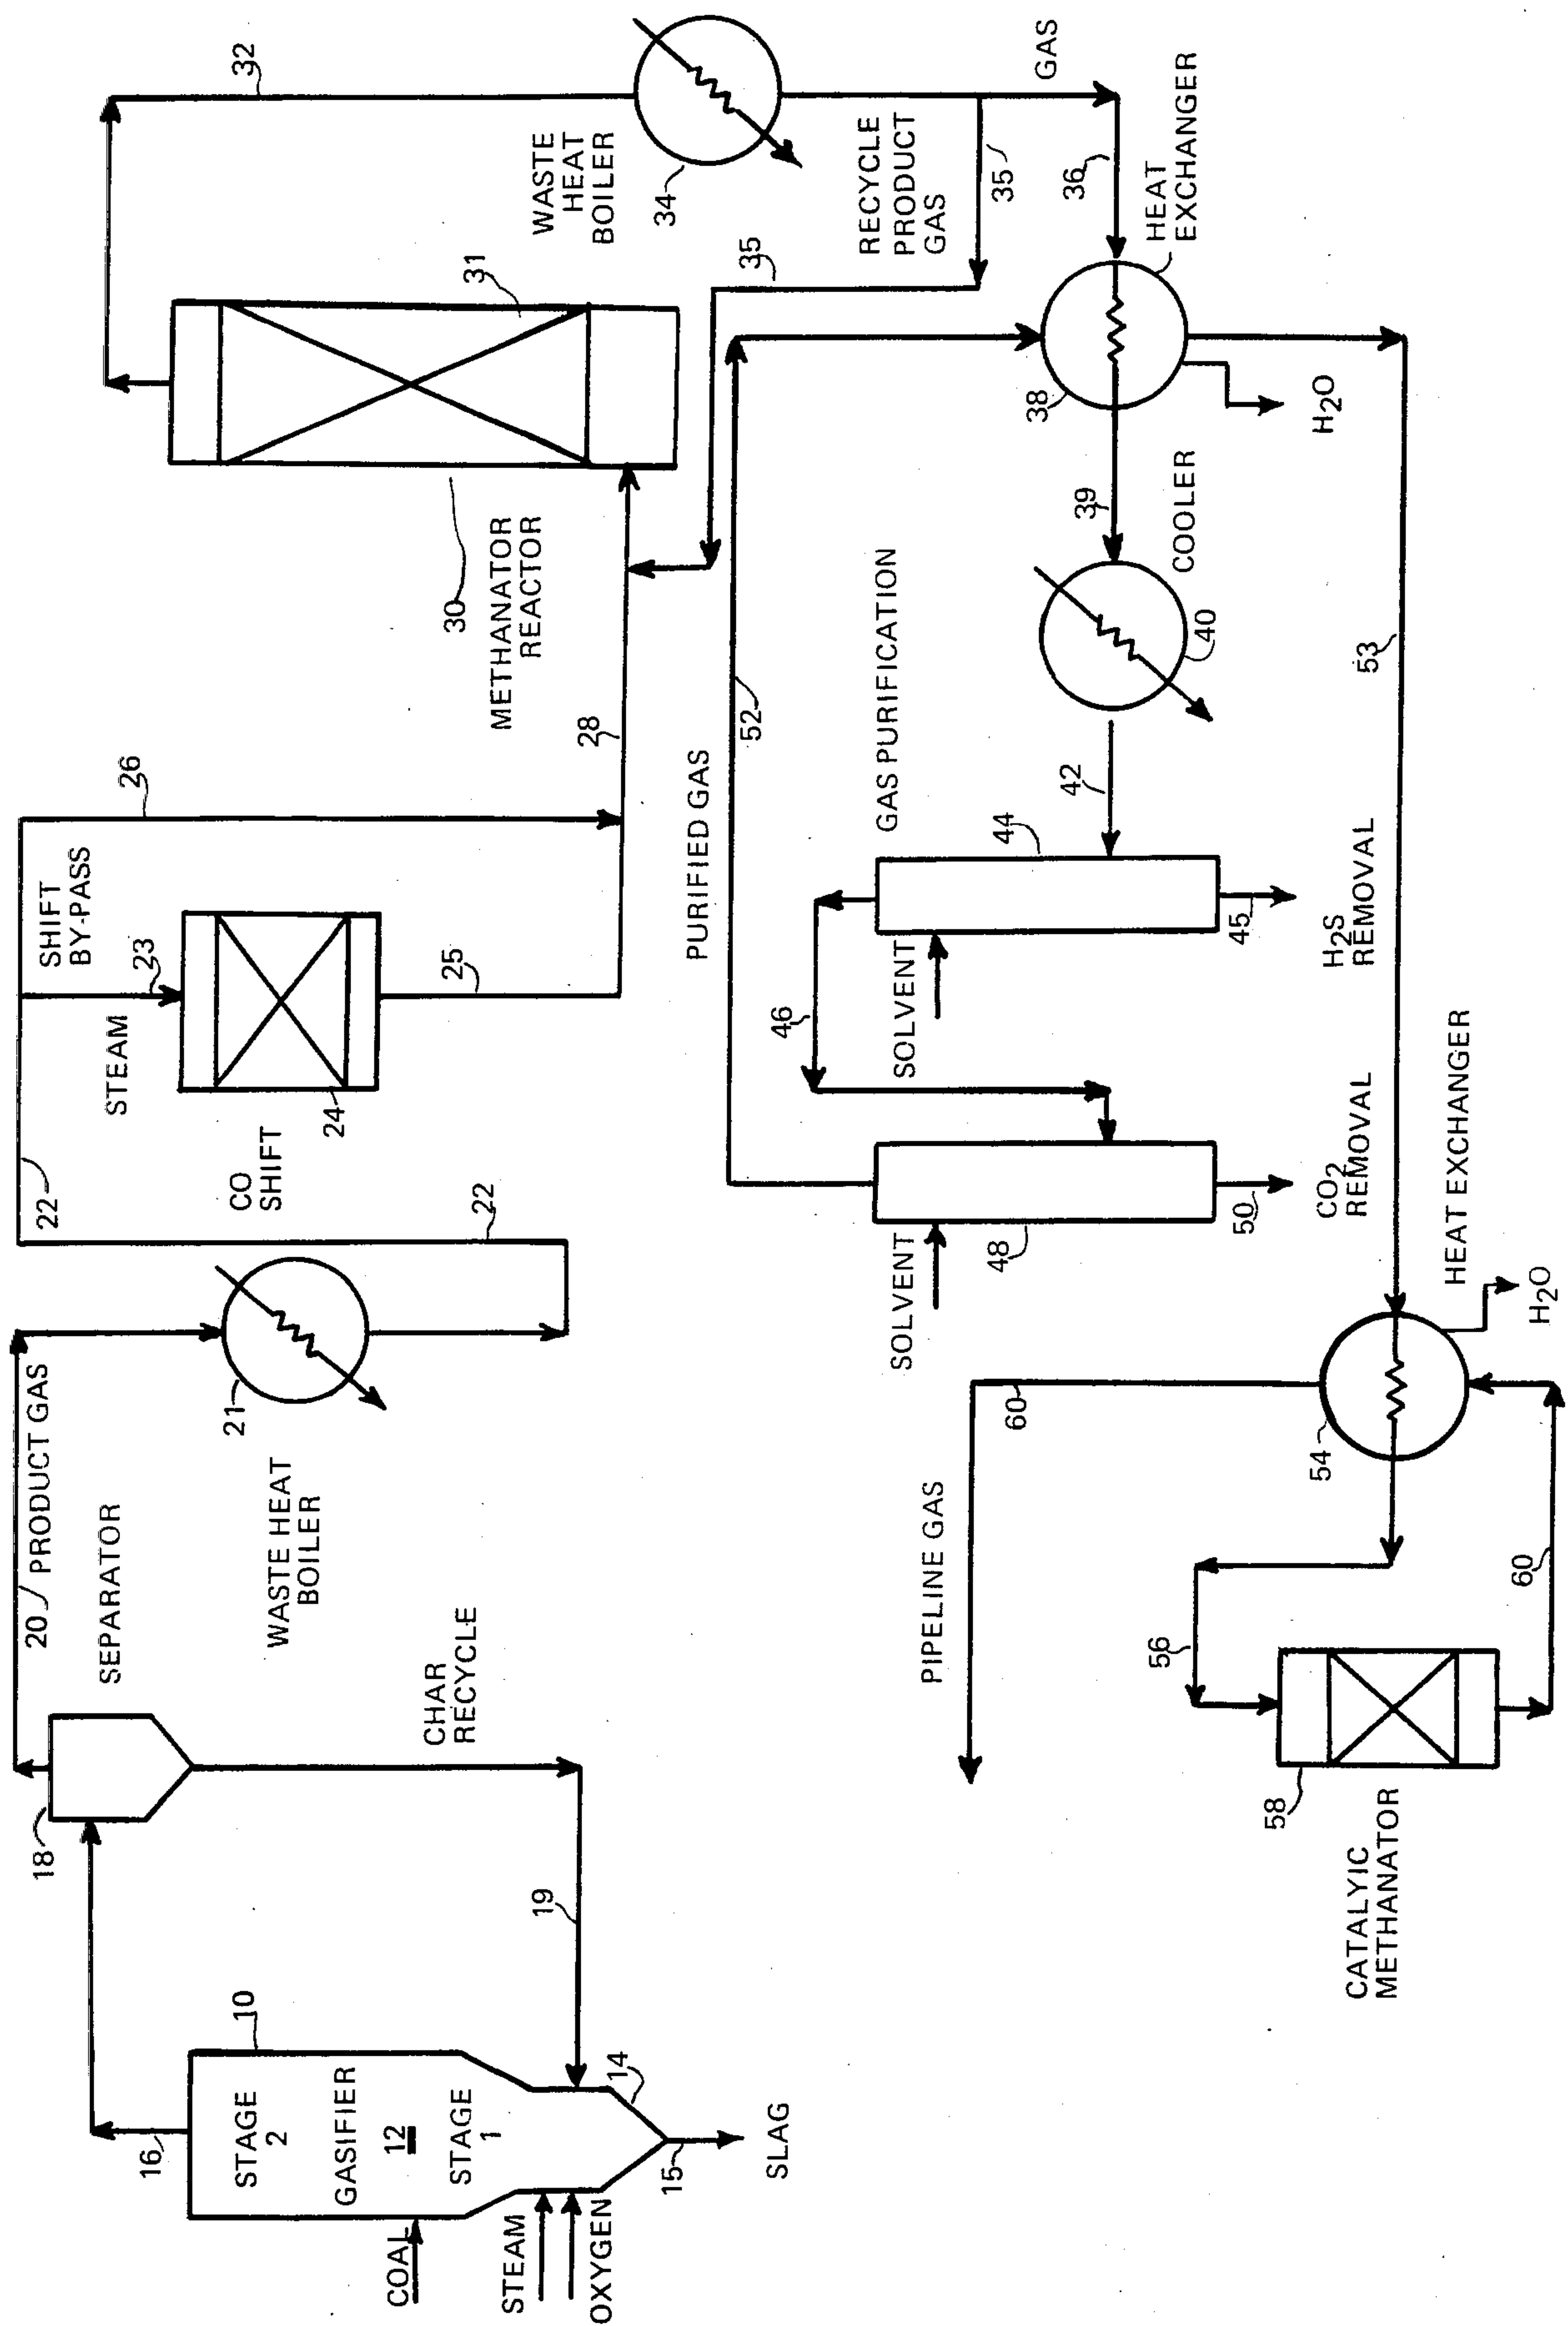 32
WASTE
HEAT
BOILER
34
RECYCLE
PRODUCT
GAS
35
GAS
36
HEAT
EXCHANGER
31
35
30
METHANATOR
REACTOR
38
H2O
39
COOLER
40
GAS PURIFICATION
28
52
53
26
SHIFT
BY-PASS
PURIFIED GAS
42
44
23
STEAM
25
24
CO
SHIFT
46
SOLVENT
45
H2S
REMOVAL
22
22
SOLVENT
48
50
CO2
REMOVAL
HEAT EXCHANGER
H2O
20
PRODUCT GAS
21
WASTE HEAT
BOILER
60
54
PIPELINE GAS
SEPARATOR
CHAR
RECYCLE
56
60
18
19
58
CATALYIC
METHANATOR
10
16
STAGE
2
GASIFIER
12
STAGE
1
14
15
SLAG
COAL
STEAM
OXYGEN